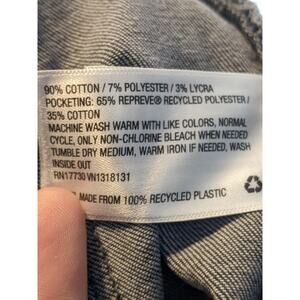 90% COTTON / 7% POLYESTER / 3% LYCRA
POCKETING: 65% REPREVE® RECYCLED POLYESTER /
35% COTTON
MACHINE WASH WARM WITH LIKE COLORS, NORMAL
CYCLE, ONLY NON-CHLORINE BLEACH WHEN NEEDED
TUMBLE DRY MEDIUM, WARM IRON IF NEEDED, WASH
INSIDE OUT
RN17730 VN1318131
MADE FROM 100% RECYCLED PLASTIC